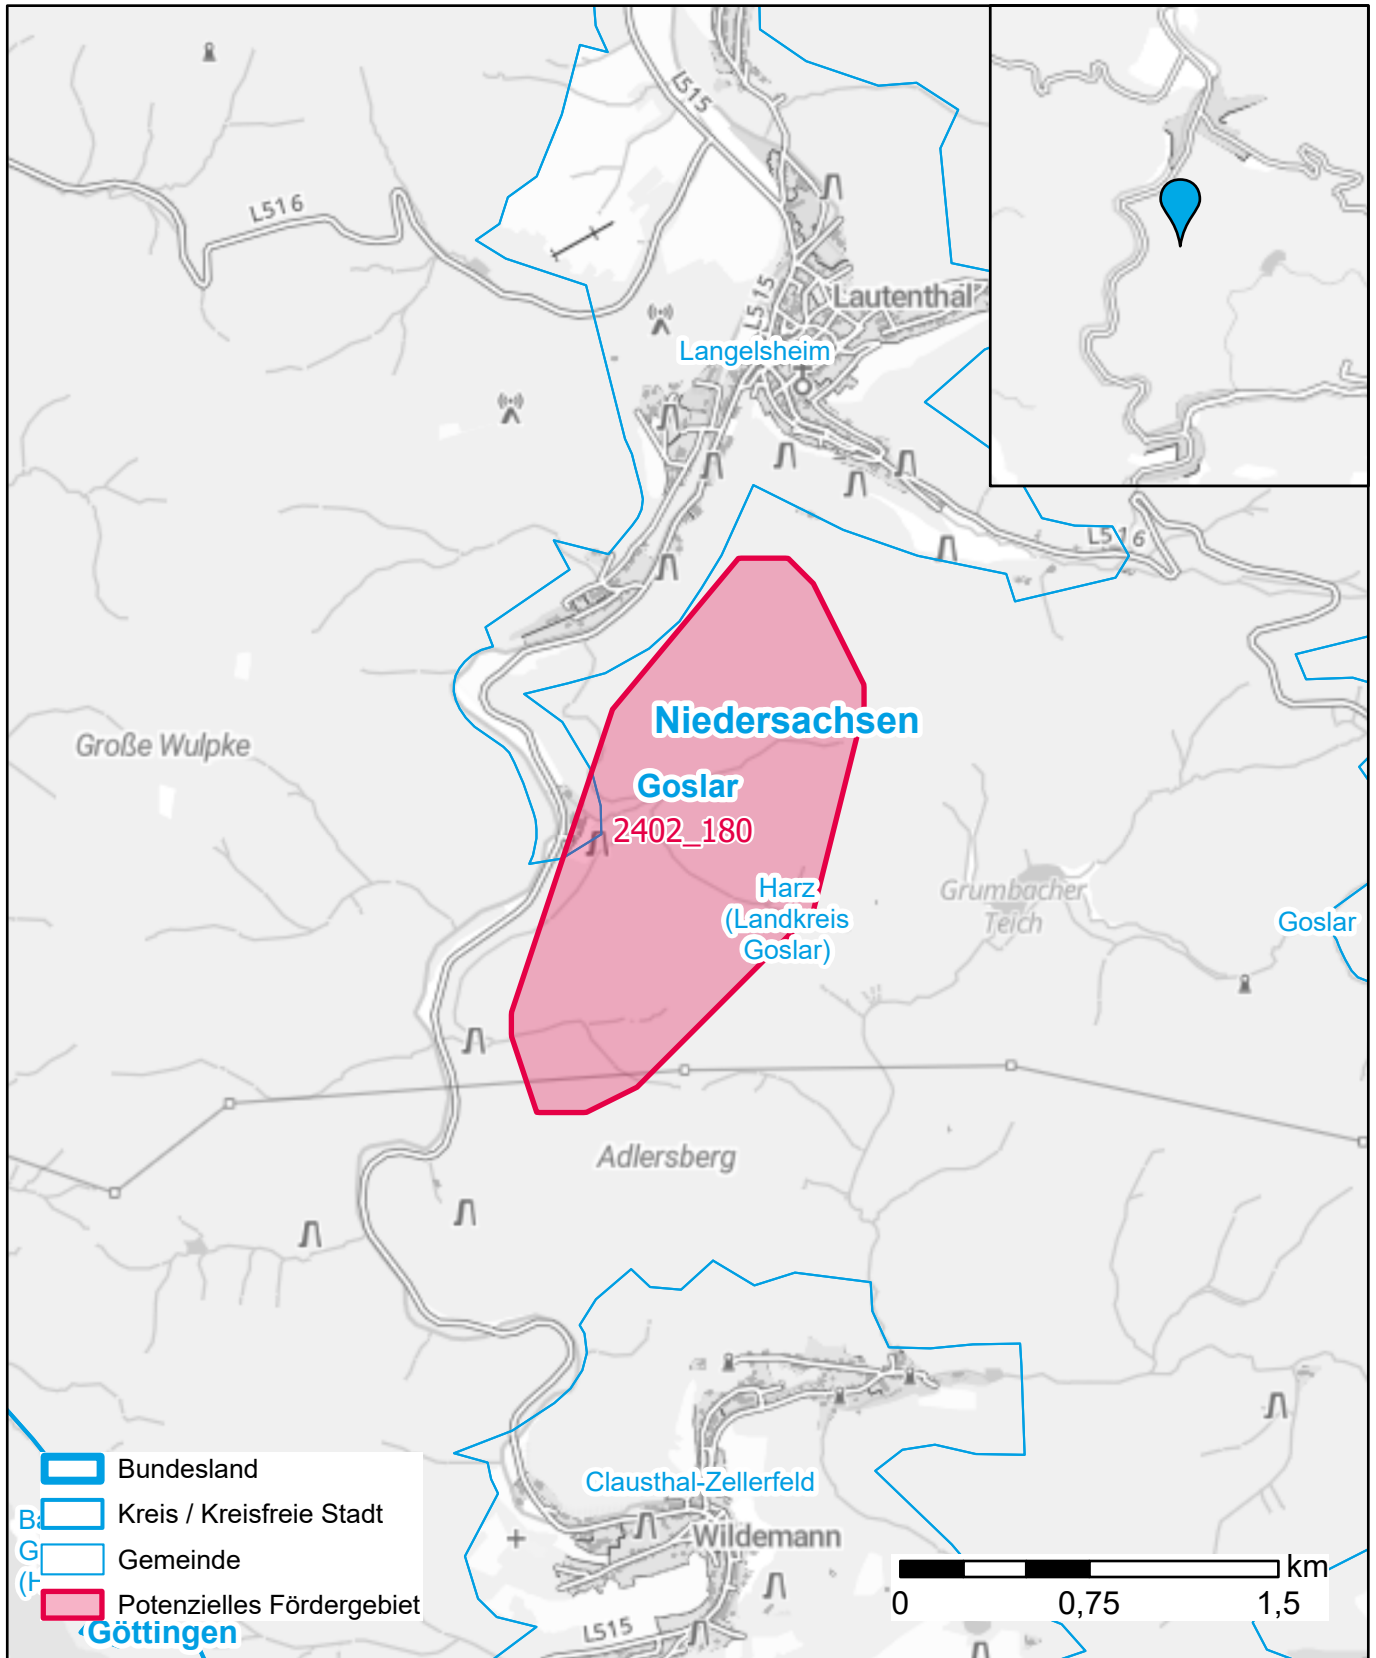 L515
L516
Lautenthal
L515
Langelsheim
L516
Niedersachsen
Große Wulpke
Goslar
2402_180
Harz
(Landkreis
Goslar)
Grumbacher
Teich
Goslar
Adlersberg
Clausthal-Zellerfeld
Wildemann
L515
Bundesland
Kreis / Kreisfreie Stadt
Gemeinde
Potenzielles Fördergebiet
Göttingen
km
0 0,75 1,5